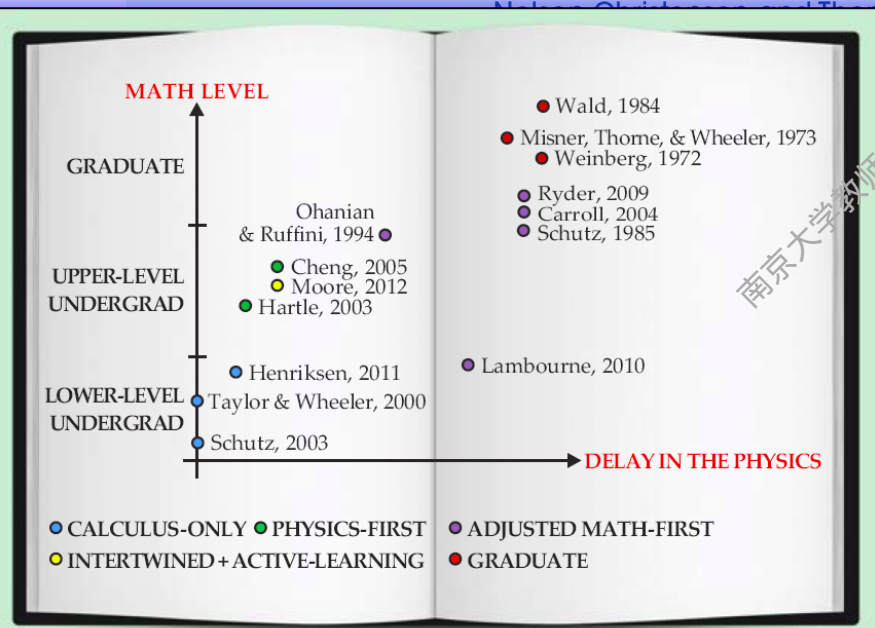 MATH LEVEL
Wald, 1984
Misner, Thorne, & Wheeler, 1973
Weinberg, 1972
GRADUATE
Ryder, 2009
Carroll, 2004
Schutz, 1985
Ohanian
& Ruffini, 1994
Cheng, 2005
Moore, 2012
Hartle, 2003
UPPER-LEVEL
UNDERGRAD
南京大学教师
Lambourne, 2010
Henriksen, 2011
LOWER-LEVEL
UNDERGRAD
Taylor & Wheeler, 2000
Schutz, 2003
DELAY IN THE PHYSICS
CALCULUS-ONLY
PHYSICS-FIRST
ADJUSTED MATH-FIRST
INTERTWINED + ACTIVE-LEARNING
GRADUATE